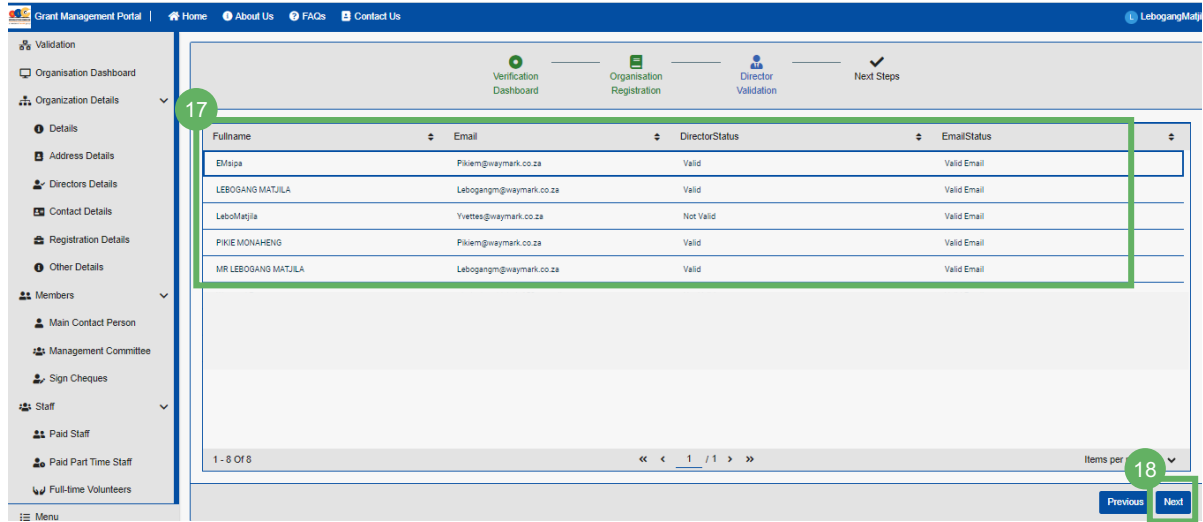 Grant Management Portal | Home About Us FAQs Contact Us LebogangMatji
Validation
Organisation Dashboard
Organization Details
Details
Address Details
Directors Details
Contact Details
Registration Details
Other Details
Members
Main Contact Person
Management Committee
Sign Cheques
Staff
Paid Staff
Paid Part Time Staff
Full-time Volunteers
Menu
Verification Dashboard
Organisation Registration
Director Validation
Next Steps
17
Fullname Email DirectorStatus EmailStatus
EMsipa Pikiem@waymark.co.za Valid Valid Email
LEBOGANG MATJILA Lebogangm@waymark.co.za Valid Valid Email
LeboMatjila Yvettes@waymark.co.za Not Valid Valid Email
PIKIE MONAHENG Pikiem@waymark.co.za Valid Valid Email
MR LEBOGANG MATJILA Lebogangm@waymark.co.za Valid Valid Email
1 - 8 Of 8 « ‹ 1 / 1 › » Items per
18
Previous Next